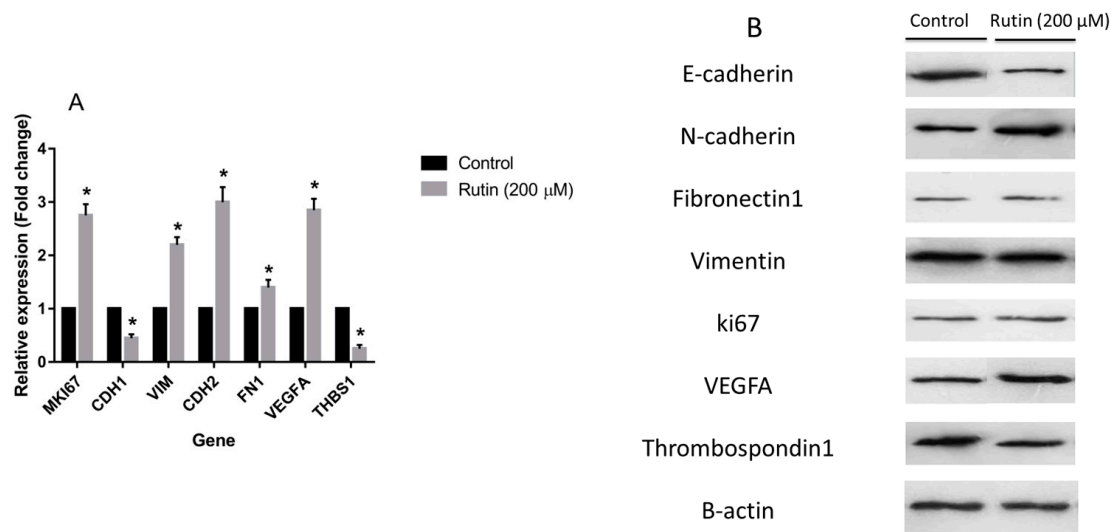 A
Relative expression (Fold change)
4
3
2
1
0
*
*
*
*
*
*
*
MKI67
CDH1
VIM
CDH2
FN1
VEGFA
THBS1
Gene
Control
Rutin (200 μM)
B
Control
Rutin (200 μM)
E-cadherin
N-cadherin
Fibronectin1
Vimentin
ki67
VEGFA
Thrombospondin1
B-actin